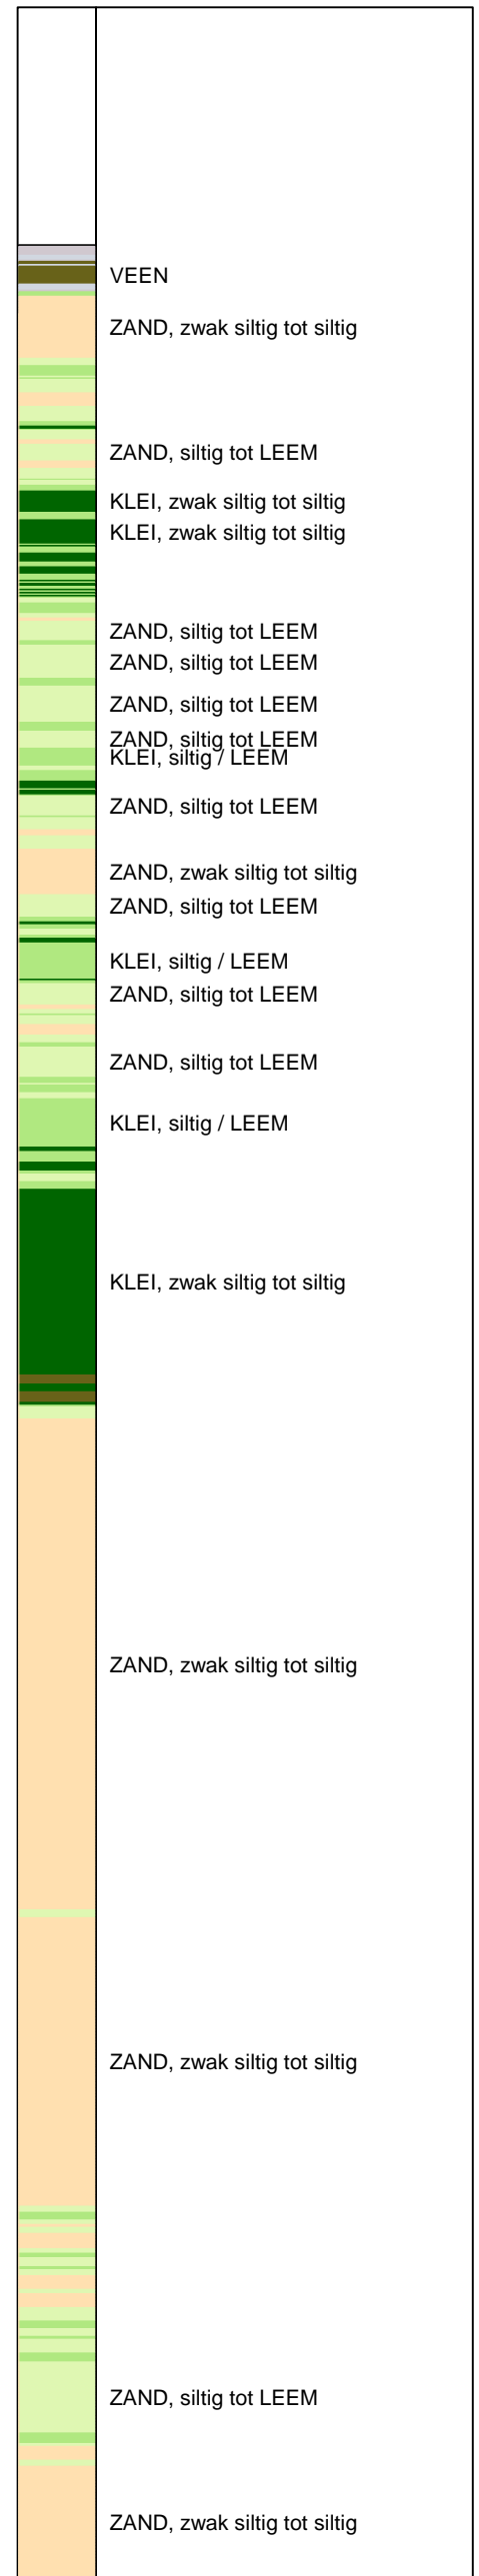 VEEN
ZAND, zwak siltig tot siltig
ZAND, siltig tot LEEM
KLEI, zwak siltig tot siltig
KLEI, zwak siltig tot siltig
ZAND, siltig tot LEEM
ZAND, siltig tot LEEM
ZAND, siltig tot LEEM
ZAND, siltig tot LEEM
KLEI, siltig / LEEM
ZAND, siltig tot LEEM
ZAND, zwak siltig tot siltig
ZAND, siltig tot LEEM
KLEI, siltig / LEEM
ZAND, siltig tot LEEM
ZAND, siltig tot LEEM
KLEI, siltig / LEEM
KLEI, zwak siltig tot siltig
ZAND, zwak siltig tot siltig
ZAND, zwak siltig tot siltig
ZAND, siltig tot LEEM
ZAND, zwak siltig tot siltig